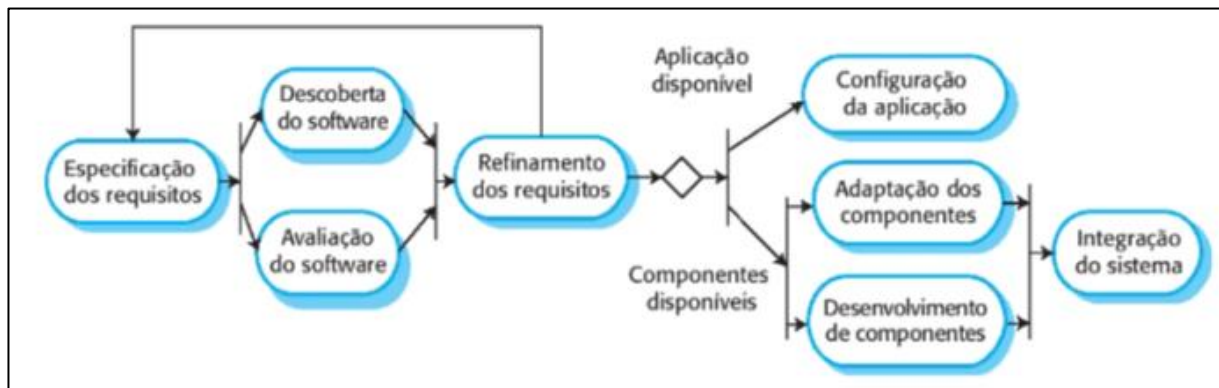 Especificação
dos requisitos
Descoberta
do software
Avaliação
do software
Refinamento
dos requisitos
Aplicação
disponível
Componentes
disponíveis
Configuração
da aplicação
Adaptação dos
componentes
Desenvolvimento
de componentes
Integração
do sistema